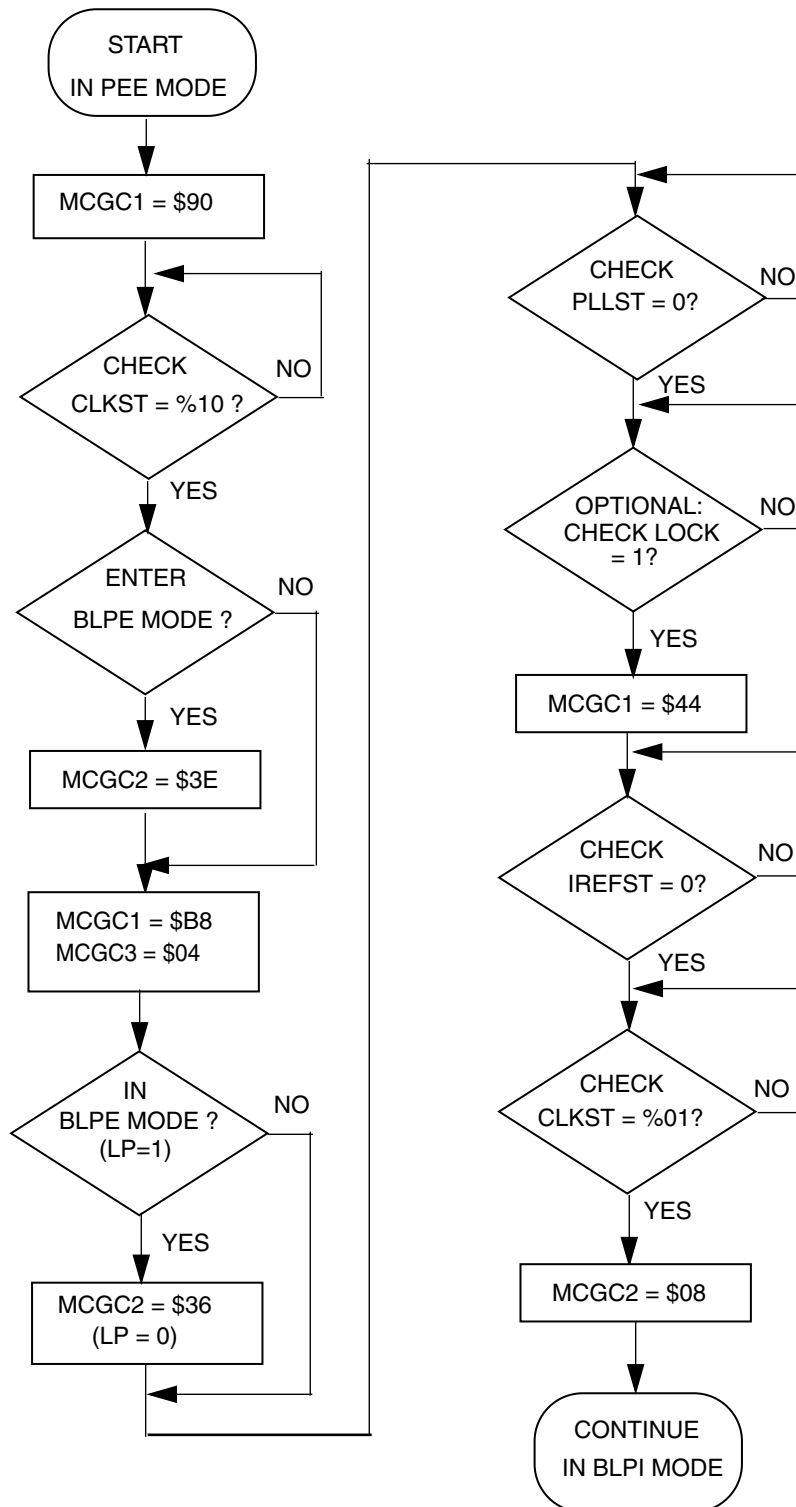 START
IN PEE MODE
MCGC1 = $90
CHECK
CLKST = %10 ?
NO
YES
ENTER
BLPE MODE ?
NO
YES
MCGC2 = $3E
MCGC1 = $B8
MCGC3 = $04
IN
BLPE MODE ?
(LP=1)
NO
YES
MCGC2 = $36
(LP = 0)
CHECK
PLLST = 0?
NO
YES
OPTIONAL:
CHECK LOCK
= 1?
NO
YES
MCGC1 = $44
CHECK
IREFST = 0?
NO
YES
CHECK
CLKST = %01?
NO
YES
MCGC2 = $08
CONTINUE
IN BLPI MODE